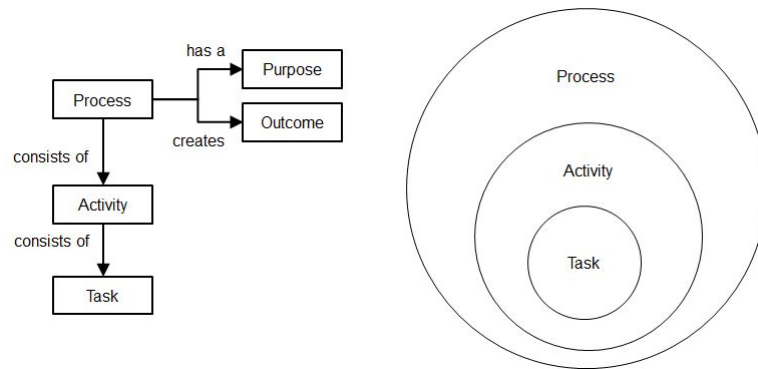 has a
Purpose
Process
creates
Outcome
consists of
Activity
consists of
Task
Process
Activity
Task